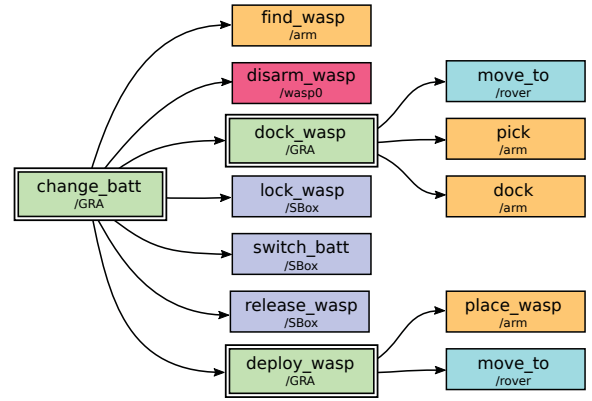 find_wasp
/arm
disarm_wasp
/wasp0
move_to
/rover
dock_wasp
/GRA
pick
/arm
change_batt
/GRA
lock_wasp
/SBox
dock
/arm
switch_batt
/SBox
release_wasp
/SBox
place_wasp
/arm
deploy_wasp
/GRA
move_to
/rover